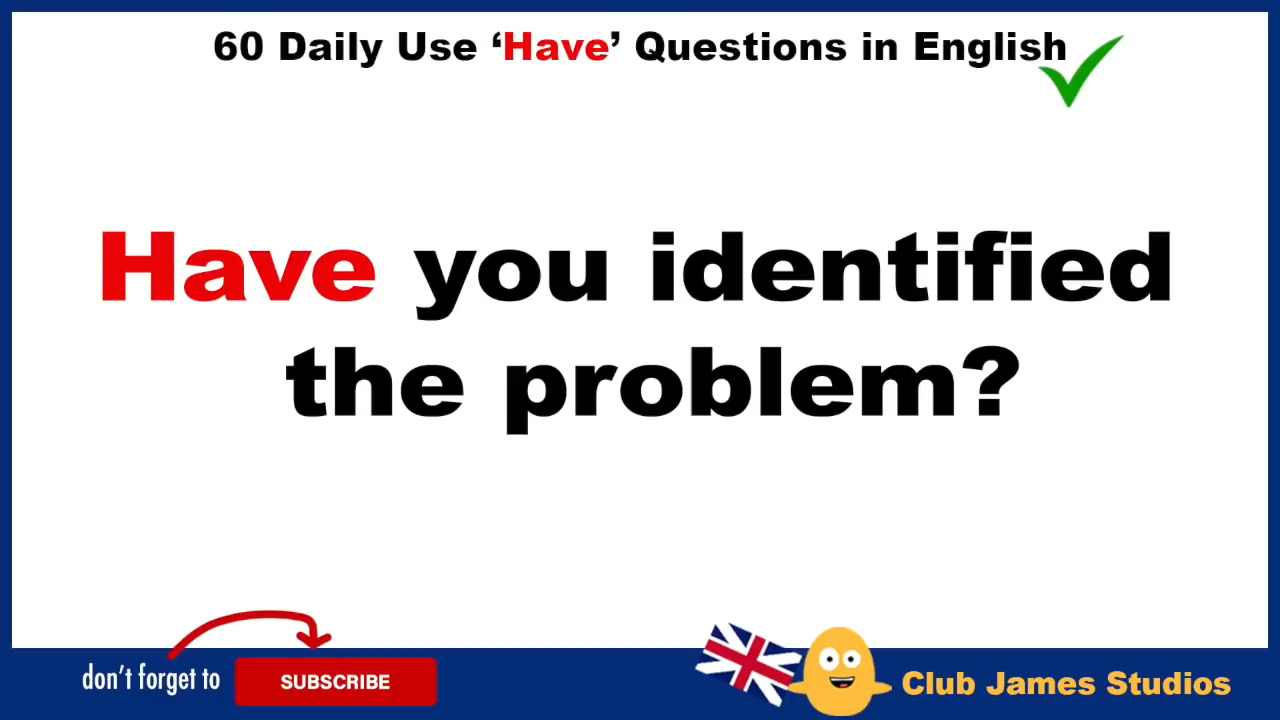 60 Daily Use ‘Have’ Questions in English
Have you identified
the problem?
don't forget to
SUBSCRIBE
Club James Studios